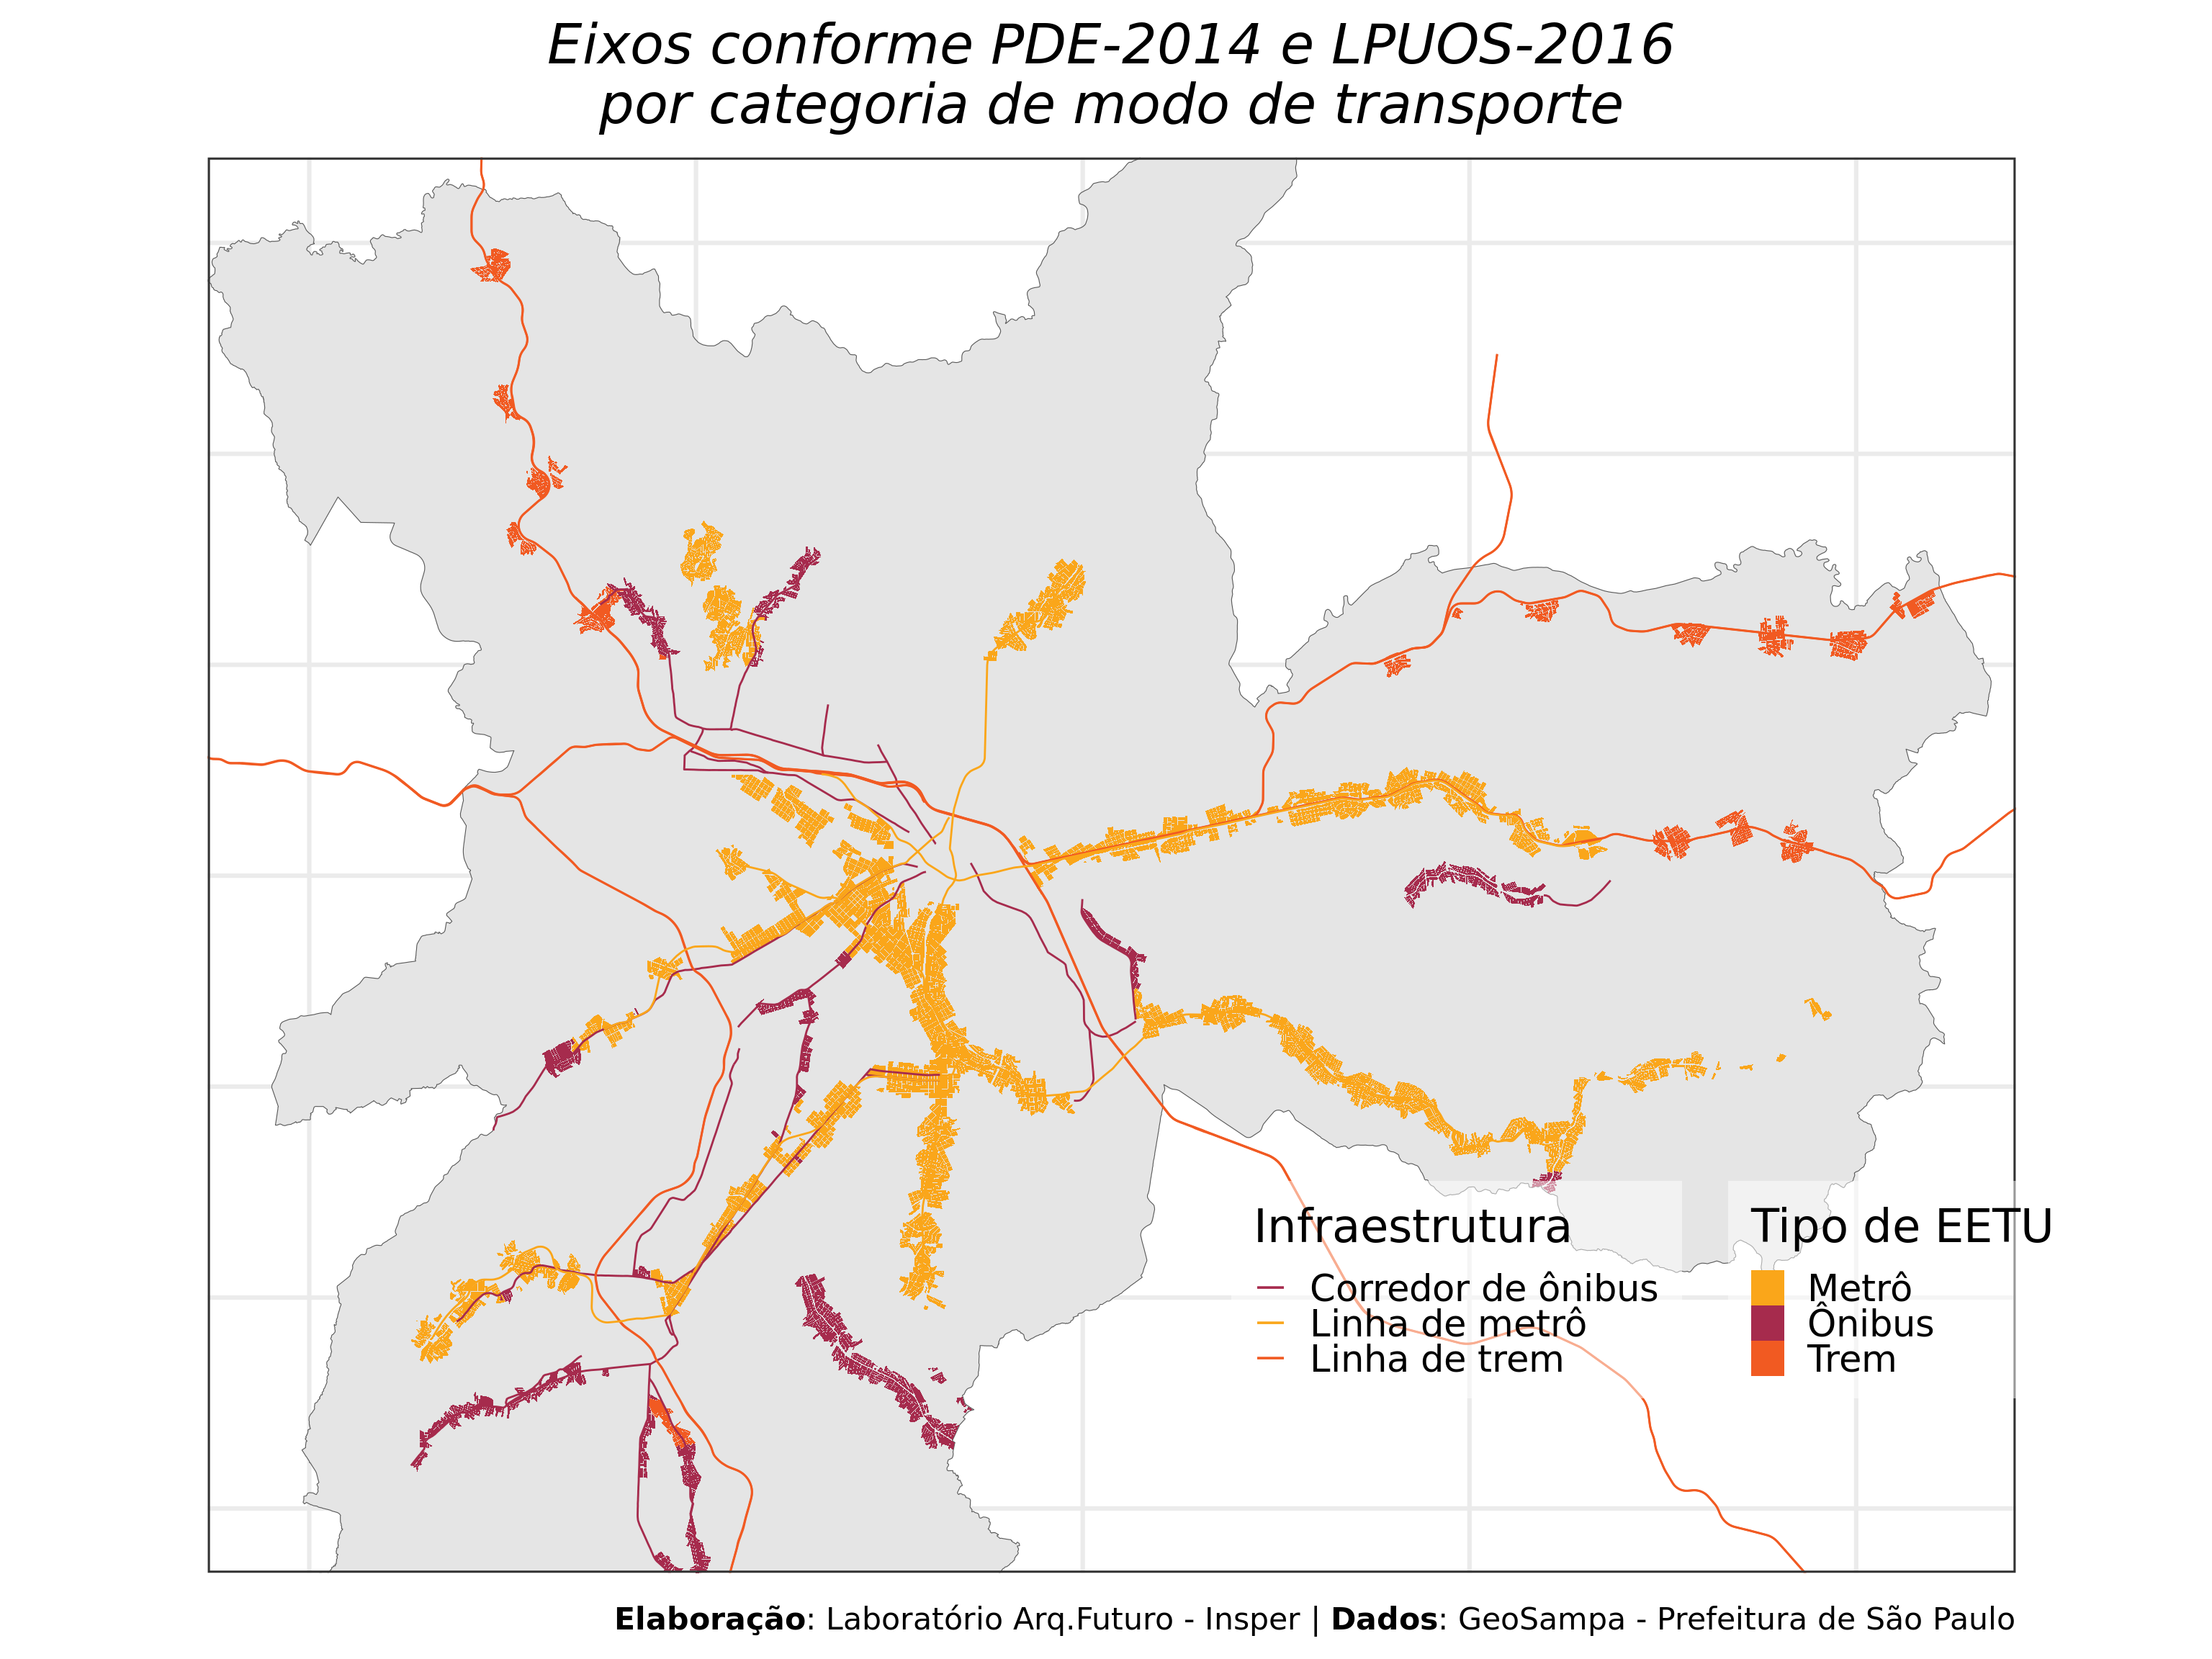 Eixos conforme PDE-2014 e LPUOS-2016
por categoria de modo de transporte
Infraestrutura
Corredor de ônibus
Linha de metrô
Linha de trem
Tipo de EETU
Metrô
Ônibus
Trem
Elaboração: Laboratório Arq.Futuro - Insper | Dados: GeoSampa - Prefeitura de São Paulo